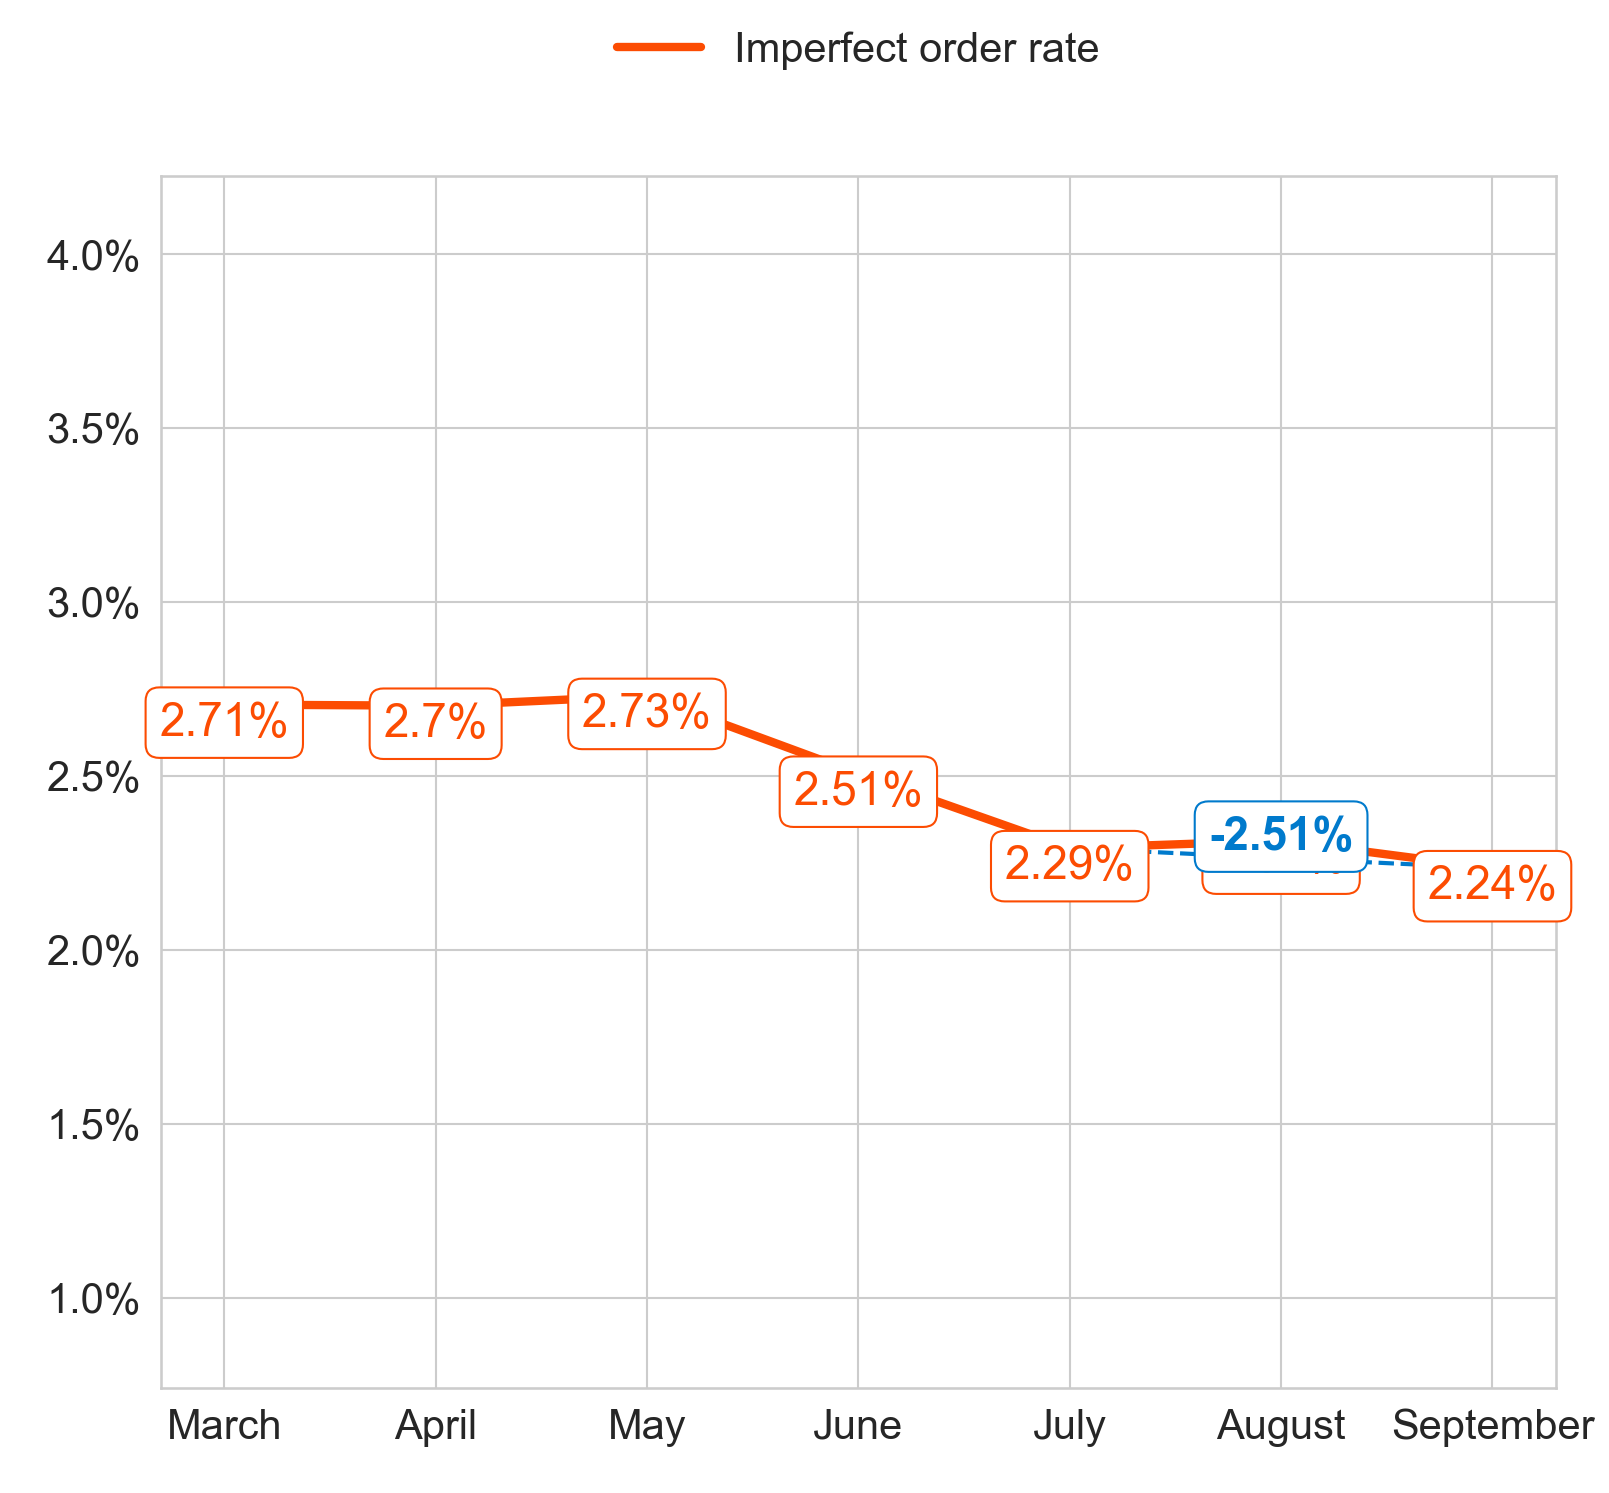 Imperfect order rate
4.0%
3.5%
3.0%
2.5%
2.0%
1.5%
1.0%
2.71%
2.7%
2.73%
2.51%
2.29%
-2.51%
2.24%
March
April
May
June
July
August
September